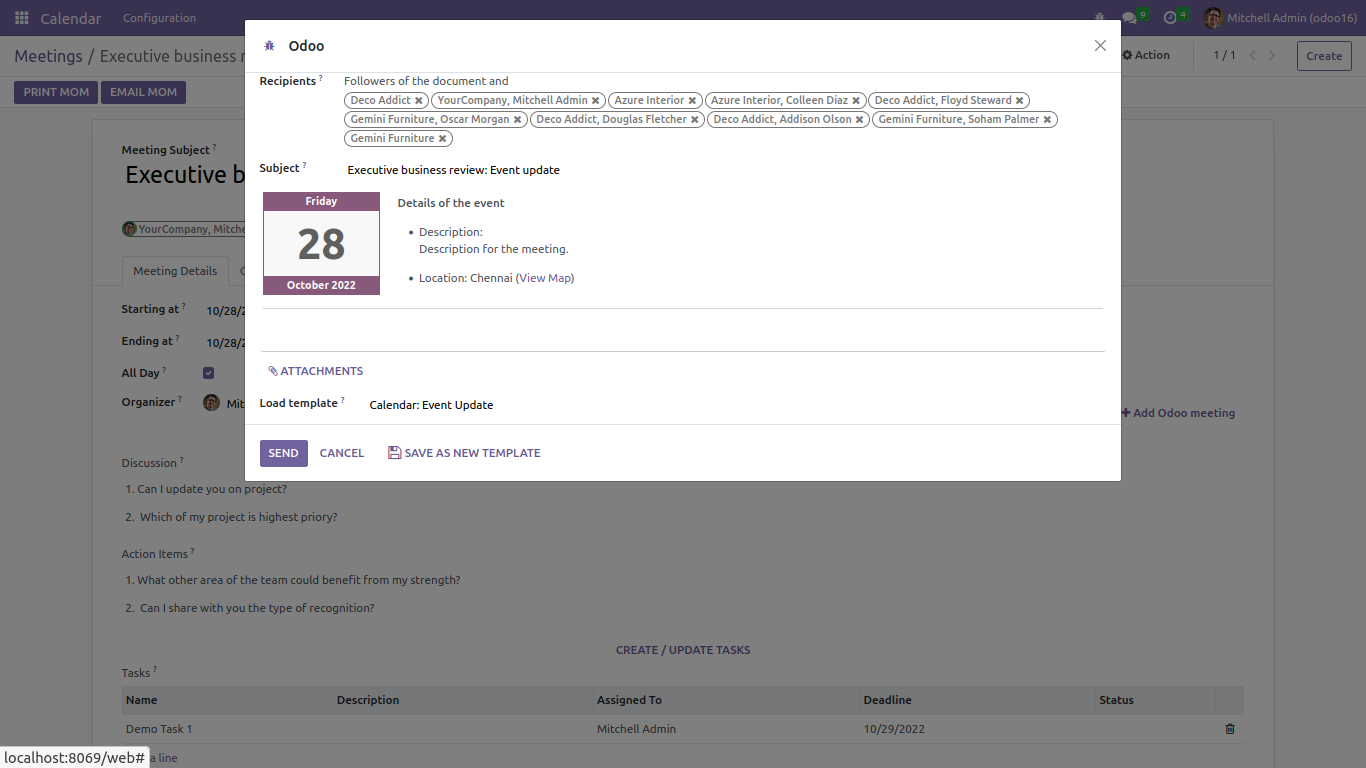 Calendar Configuration 9 4 Mitchell Admin (odoo16)
Meetings / Executive business r
Action 1 / 1 Create
PRINT MOM EMAIL MOM
Odoo
Recipients ? Followers of the document and
Deco Addict ✖ YourCompany, Mitchell Admin ✖ Azure Interior ✖ Azure Interior, Colleen Diaz ✖ Deco Addict, Floyd Steward ✖
Gemini Furniture, Oscar Morgan ✖ Deco Addict, Douglas Fletcher ✖ Deco Addict, Addison Olson ✖ Gemini Furniture, Soham Palmer ✖
Gemini Furniture ✖
Subject ? Executive business review: Event update
Friday
28
October 2022
Details of the event
• Description:
Description for the meeting.
• Location: Chennai (View Map)
ATTACHMENTS
Load template ? Calendar: Event Update
SEND CANCEL SAVE AS NEW TEMPLATE
Meeting Subject ?
Executive b
YourCompany, Mitche
Meeting Details
Starting at ? 10/28/2
Ending at ? 10/28/2
All Day ?
Organizer ? Mit
+ Add Odoo meeting
Discussion ?
1. Can I update you on project?
2. Which of my project is highest priory?
Action Items ?
1. What other area of the team could benefit from my strength?
2. Can I share with you the type of recognition?
CREATE / UPDATE TASKS
Tasks ?
Name Description Assigned To Deadline Status
Demo Task 1 Mitchell Admin 10/29/2022
a line
localhost:8069/web#